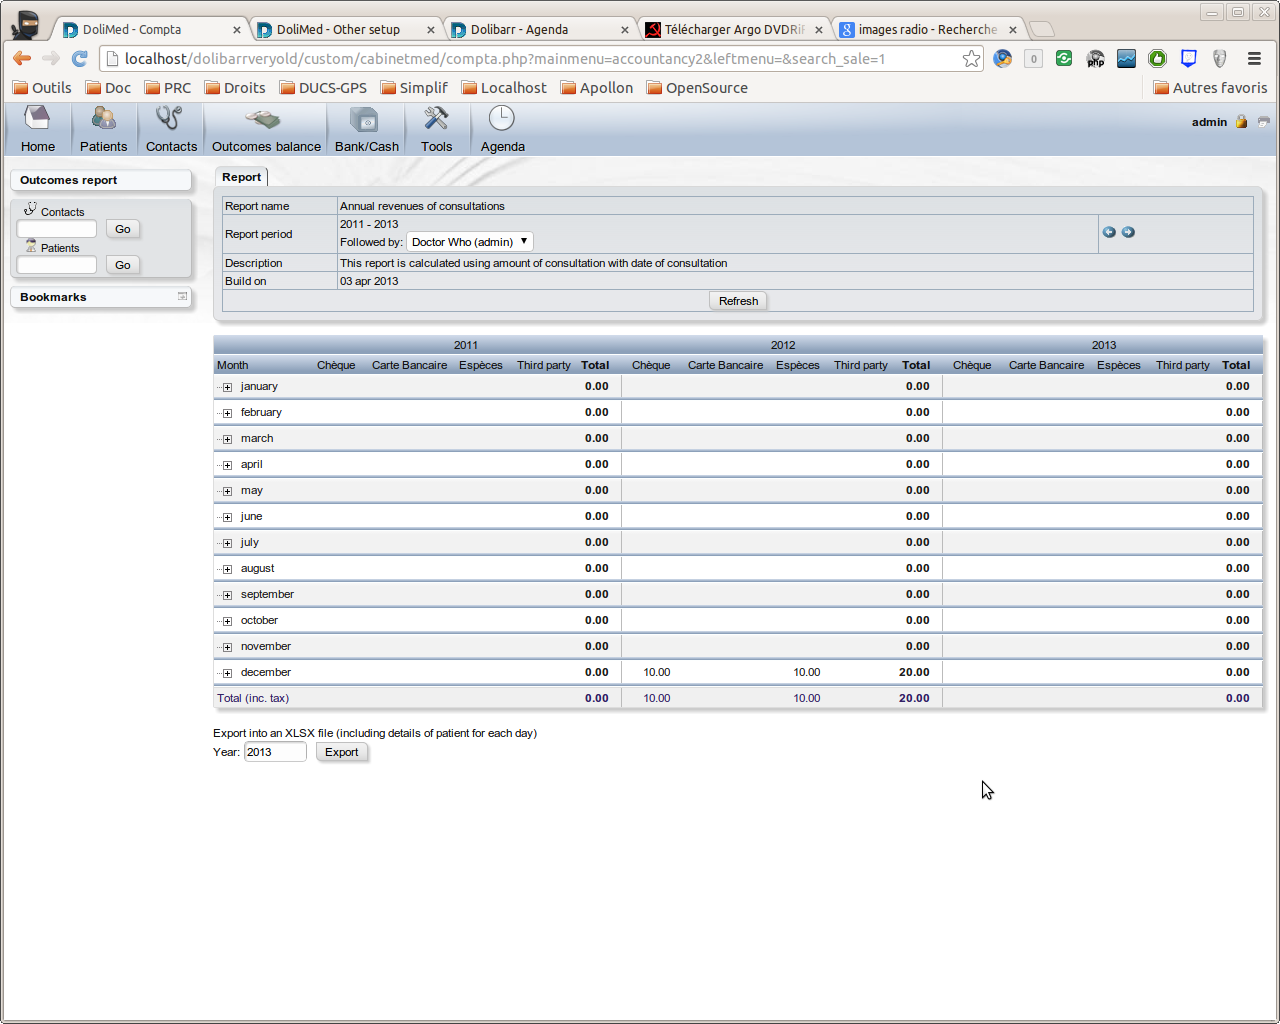 DoliMed - Compta
DoliMed - Other setup
Dolibarr - Agenda
Télécharger Argo DVDRiF
images radio - Recherche
localhost/dolibarrveryold/custom/cabinetmed/compta.php?mainmenu=accountancy2&leftmenu=&search_sale=1
Outils Doc PRC Droits DUCS-GPS Simplif Localhost Apollon OpenSource Autres favoris
Home Patients Contacts Outcomes balance Bank/Cash Tools Agenda
admin
Outcomes report
Contacts
Go
Patients
Go
Bookmarks
Report
Report name Annual revenues of consultations
Report period 2011 - 2013
Followed by: Doctor Who (admin)
Description This report is calculated using amount of consultation with date of consultation
Build on 03 apr 2013
Refresh
2011 2012 2013
Month Chèque Carte Bancaire Espèces Third party Total Chèque Carte Bancaire Espèces Third party Total Chèque Carte Bancaire Espèces Third party Total
january 0.00 0.00 0.00
february 0.00 0.00 0.00
march 0.00 0.00 0.00
april 0.00 0.00 0.00
may 0.00 0.00 0.00
june 0.00 0.00 0.00
july 0.00 0.00 0.00
august 0.00 0.00 0.00
september 0.00 0.00 0.00
october 0.00 0.00 0.00
november 0.00 0.00 0.00
december 0.00 10.00 10.00 20.00 0.00
Total (inc. tax) 0.00 10.00 10.00 20.00 0.00
Export into an XLSX file (including details of patient for each day)
Year: 2013 Export